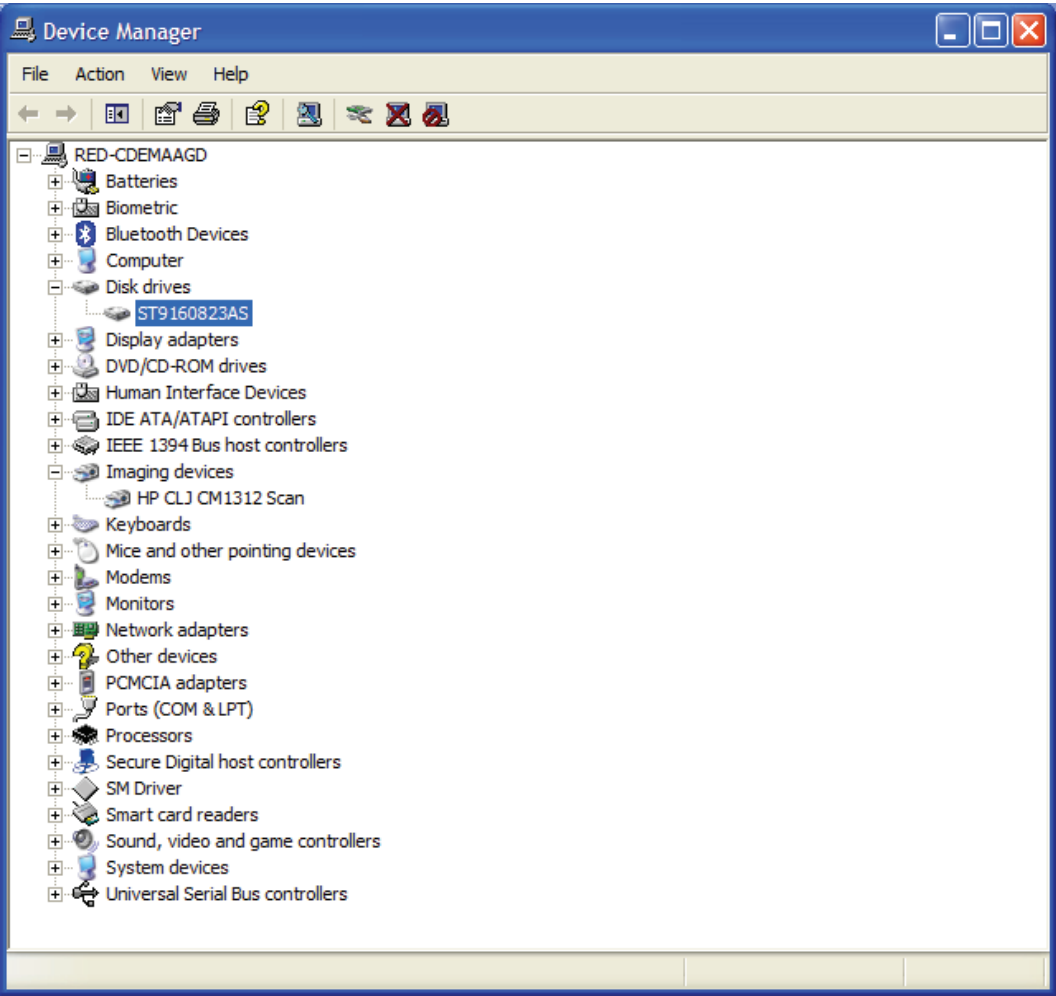 Device Manager
File Action View Help
RED-CDEMAAGD
Batteries
Biometric
Bluetooth Devices
Computer
Disk drives
ST9160823AS
Display adapters
DVD/CD-ROM drives
Human Interface Devices
IDE ATA/ATAPI controllers
IEEE 1394 Bus host controllers
Imaging devices
HP CLJ CM1312 Scan
Keyboards
Mice and other pointing devices
Modems
Monitors
Network adapters
Other devices
PCMCIA adapters
Ports (COM & LPT)
Processors
Secure Digital host controllers
SM Driver
Smart card readers
Sound, video and game controllers
System devices
Universal Serial Bus controllers